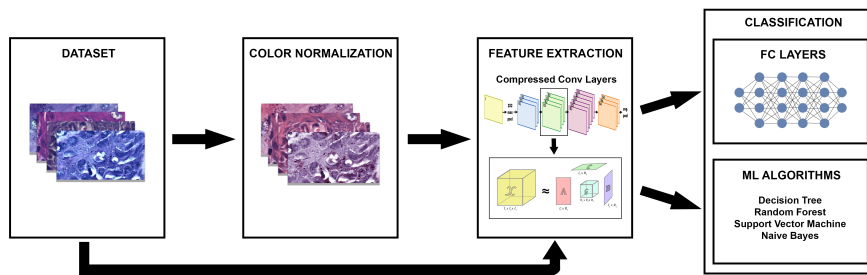 DATASET
COLOR NORMALIZATION
FEATURE EXTRACTION
Compressed Conv Layers
X
≈
A
B
CLASSIFICATION
FC LAYERS
ML ALGORITHMS
Decision Tree
Random Forest
Support Vector Machine
Naive Bayes